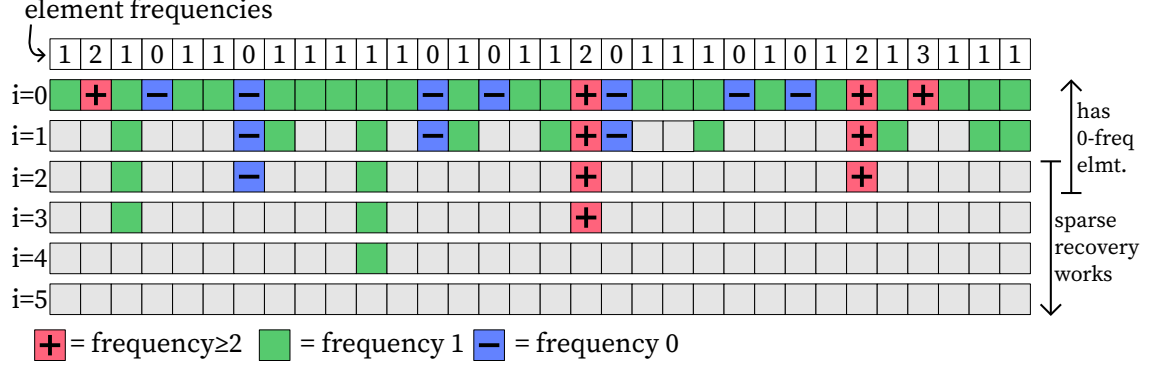 element frequencies
1 2 1 0 1 1 0 1 1 1 1 1 0 1 0 1 1 2 0 1 1 1 0 1 0 1 2 1 3 1 1 1
i=0 + − − − − + − − − + +
i=1 − − + − +
i=2 − + +
i=3 +
i=4
i=5
has
0-freq
elmt.
sparse
recovery
works
+ = frequency≥2 = frequency 1 − = frequency 0